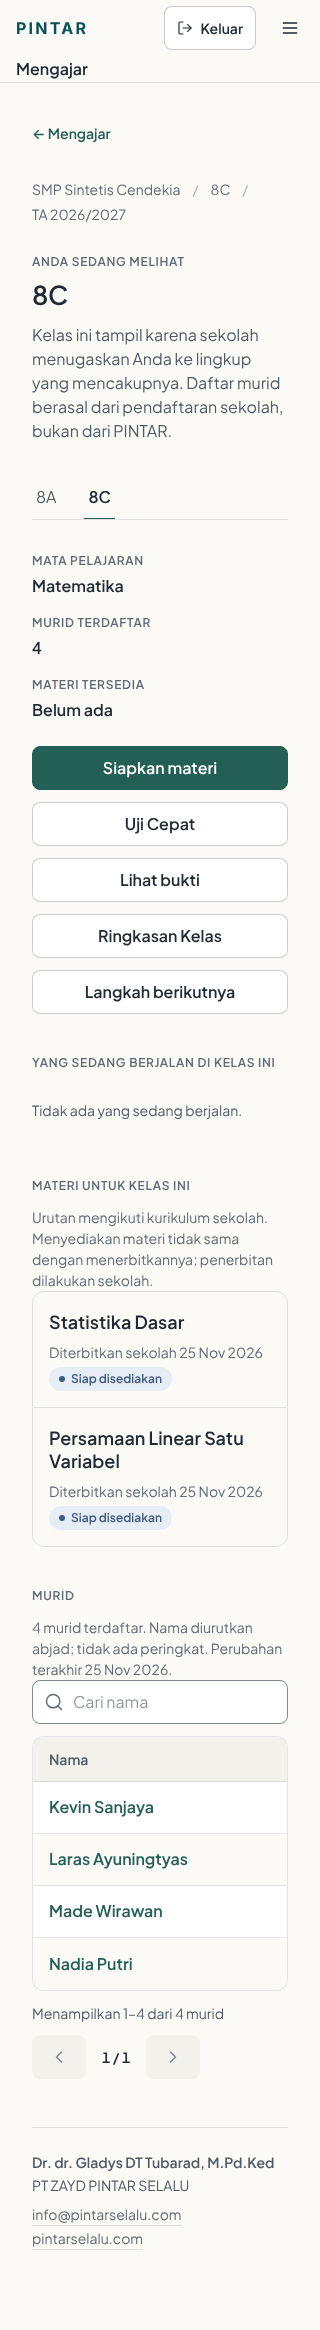 PINTAR
Keluar
Mengajar
← Mengajar
SMP Sintetis Cendekia / 8C /
TA 2026/2027
ANDA SEDANG MELIHAT
8C
Kelas ini tampil karena sekolah
menugaskan Anda ke lingkup
yang mencakupnya. Daftar murid
berasal dari pendaftaran sekolah,
bukan dari PINTAR.
8A 8C
MATA PELAJARAN
Matematika
MURID TERDAFTAR
4
MATERI TERSEDIA
Belum ada
Siapkan materi
Uji Cepat
Lihat bukti
Ringkasan Kelas
Langkah berikutnya
YANG SEDANG BERJALAN DI KELAS INI
Tidak ada yang sedang berjalan.
MATERI UNTUK KELAS INI
Urutan mengikuti kurikulum sekolah.
Menyediakan materi tidak sama
dengan menerbitkannya; penerbitan
dilakukan sekolah.
Statistika Dasar
Diterbitkan sekolah 25 Nov 2026
Siap disediakan
Persamaan Linear Satu
Variabel
Diterbitkan sekolah 25 Nov 2026
Siap disediakan
MURID
4 murid terdaftar. Nama diurutkan
abjad; tidak ada peringkat. Perubahan
terakhir 25 Nov 2026.
Cari nama
Nama
Kevin Sanjaya
Laras Ayuningtyas
Made Wirawan
Nadia Putri
Menampilkan 1–4 dari 4 murid
1/1
Dr. dr. Gladys DT Tubarad, M.Pd.Ked
PT ZAYD PINTAR SELALU
info@pintarselalu.com
pintarselalu.com